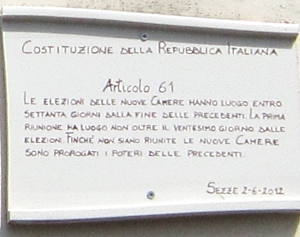 COSTITUZIONE DELLA REPUBBLICA ITALIANA
ARTICOLO 61
LE ELEZIONI DELLE NUOVE CAMERE HANNO LUOGO ENTRO
SETTANTA GIORNI DALLA FINE DELLE PRECEDENTI. LA PRIMA
RIUNIONE HA LUOGO NON OLTRE IL VENTESIMO GIORNO DALLE
ELEZIONI. FINCHÉ NON SIANO RIUNITE LE NUOVE CAMERE
SONO PROROGATI I POTERI DELLE PRECEDENTI.
SEZZE 2-6-2012